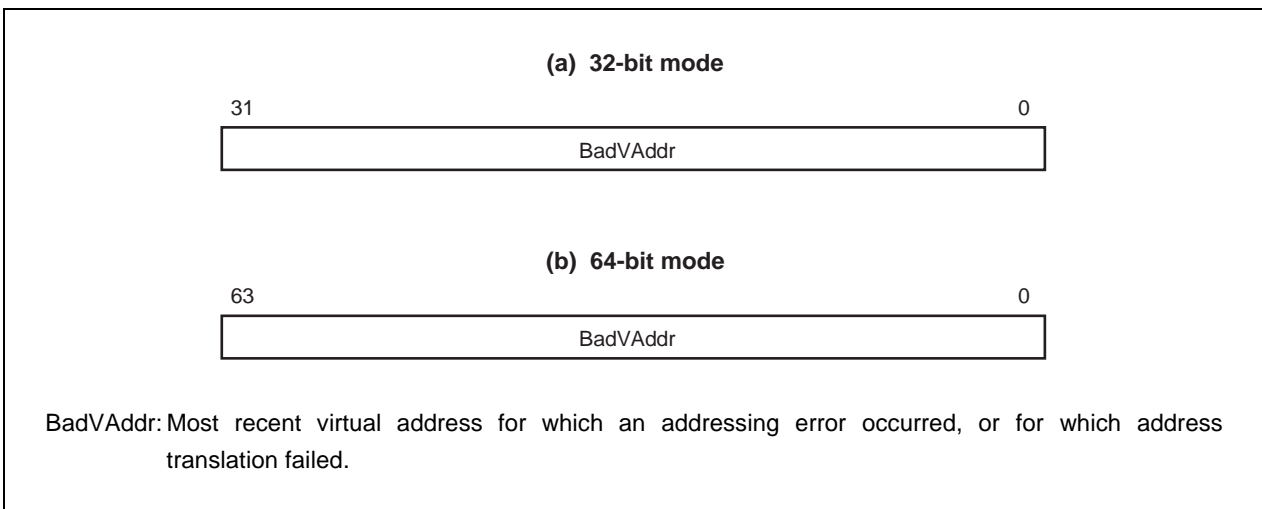 (a) 32-bit mode
31 0
BadVAddr
(b) 64-bit mode
63 0
BadVAddr
BadVAddr: Most recent virtual address for which an addressing error occurred, or for which address
translation failed.